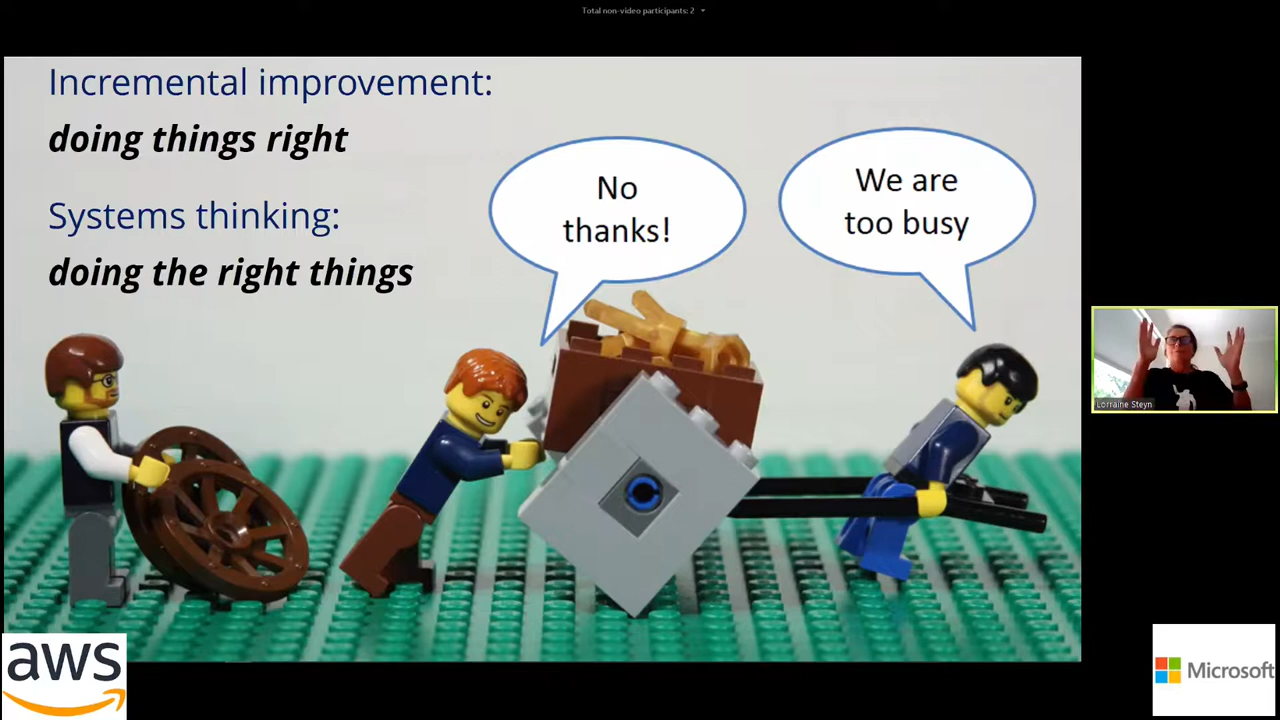 Total non-video participants: 2
Incremental improvement:
doing things right
Systems thinking:
doing the right things
No
thanks!
We are
too busy
Lorraine Steyn
aws
Microsoft